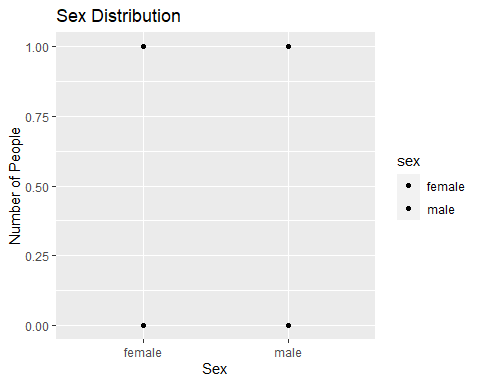 Sex Distribution
Number of People
1.00
0.75
0.50
0.25
0.00
female
male
Sex
sex
female
male